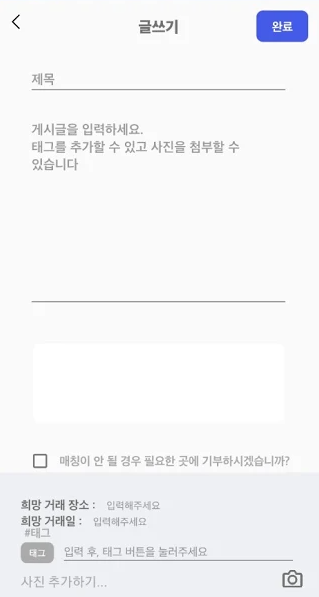 글쓰기
완료
제목
게시글을 입력하세요.
태그를 추가할 수 있고 사진을 첨부할 수
있습니다
매칭이 안 될 경우 필요한 곳에 기부하시겠습니까?
희망 거래 장소 : 입력해주세요
희망 거래일 : 입력해주세요
#태그
태그 입력 후, 태그 버튼을 눌러주세요
사진 추가하기...